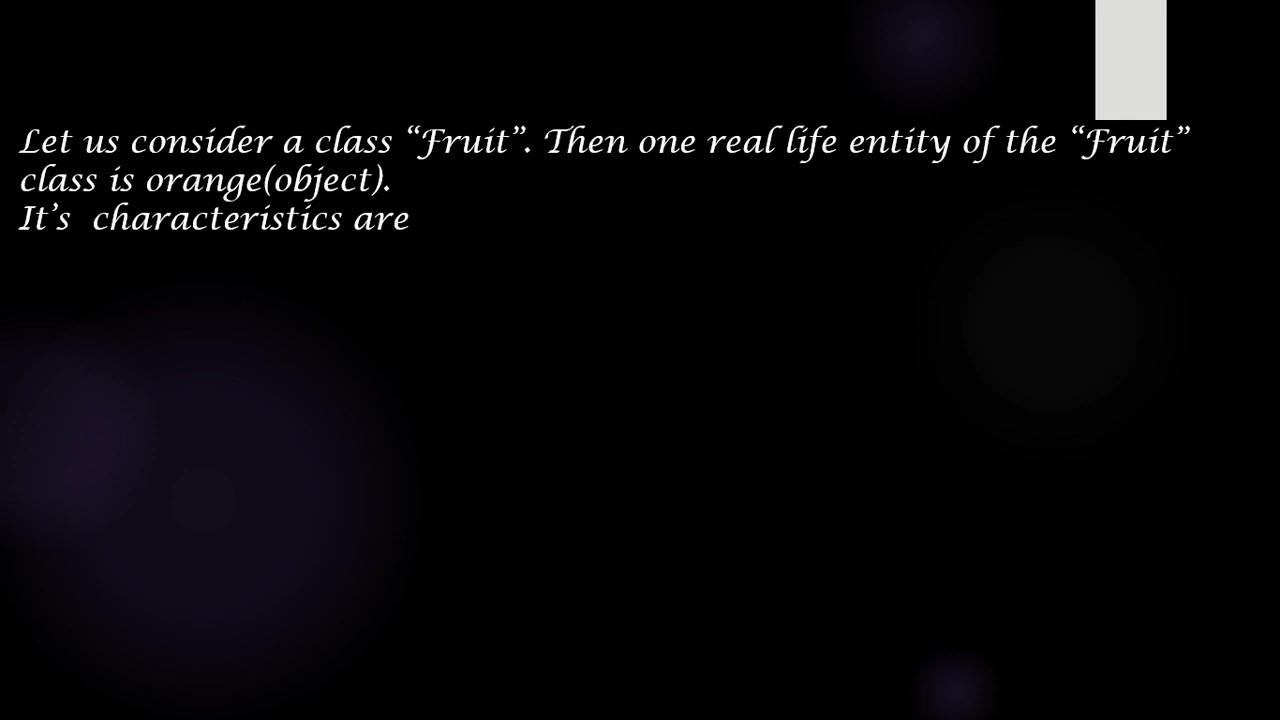 Let us consider a class “Fruit”. Then one real life entity of the “Fruit”
class is orange(object).
It’s  characteristics are